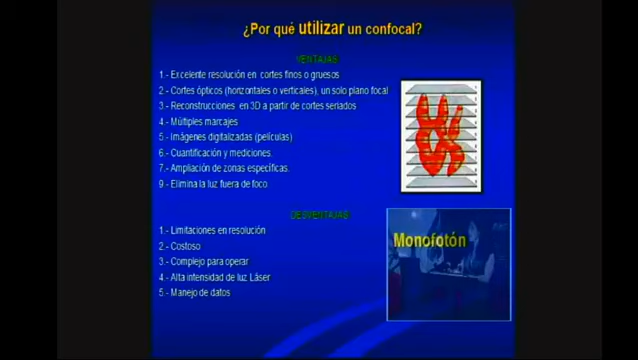 ¿Por qué utilizar un confocal?
VENTAJAS
1.- Excelente resolución en cortes finos o gruesos
2.- Cortes ópticos (horizontales o verticales), un solo plano focal
3.- Reconstrucciones en 3D a partir de cortes seriados
4.- Múltiples marcajes
5.- Imágenes digitalizadas (películas)
6.- Cuantificación y mediciones.
7.- Ampliación de zonas específicas.
9.- Elimina la luz fuera de foco
DESVENTAJAS
1.- Limitaciones en resolución
2.- Costoso
3.- Complejo para operar
4.- Alta intensidad de luz Láser
5.- Manejo de datos
Monofotón